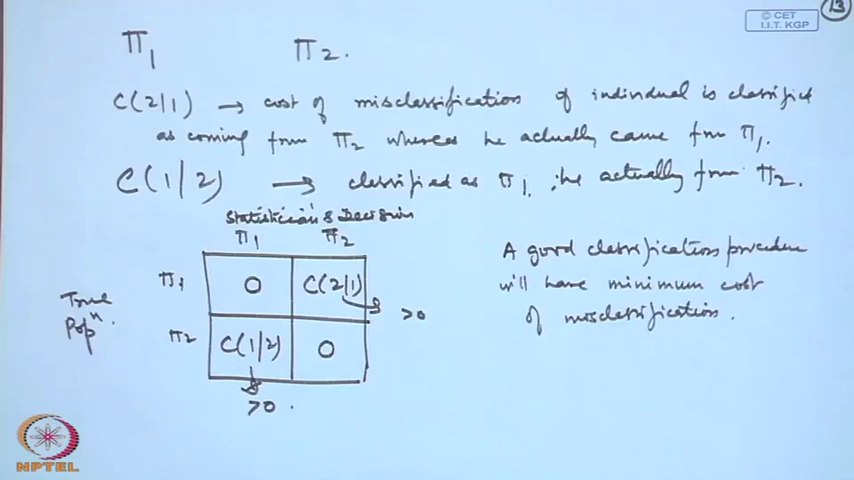 13
© CET
I.I.T. KGP
π1 π2.
C(2|1) → cost of misclassification of individual is classified
as coming from π2 whereas he actually came from π1.
C(1|2) → classified as π1, he actually from π2.
Statistician's Decision
π1 π2
π1 0 C(2|1) >0
True
Popn.
π2 C(1|2) 0
>0.
A good classification procedure
will have minimum cost
of misclassification.
NPTEL